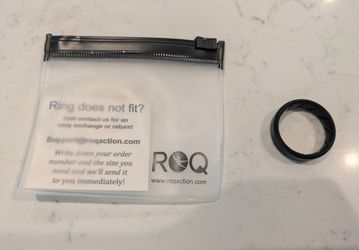 Ring does not fit?
Just contact us for an
easy exchange or return!
Support@roqaction.com
Write down your order
number and the size you
need and we'll send it
to you immediately!
ROQ
www.roqaction.com